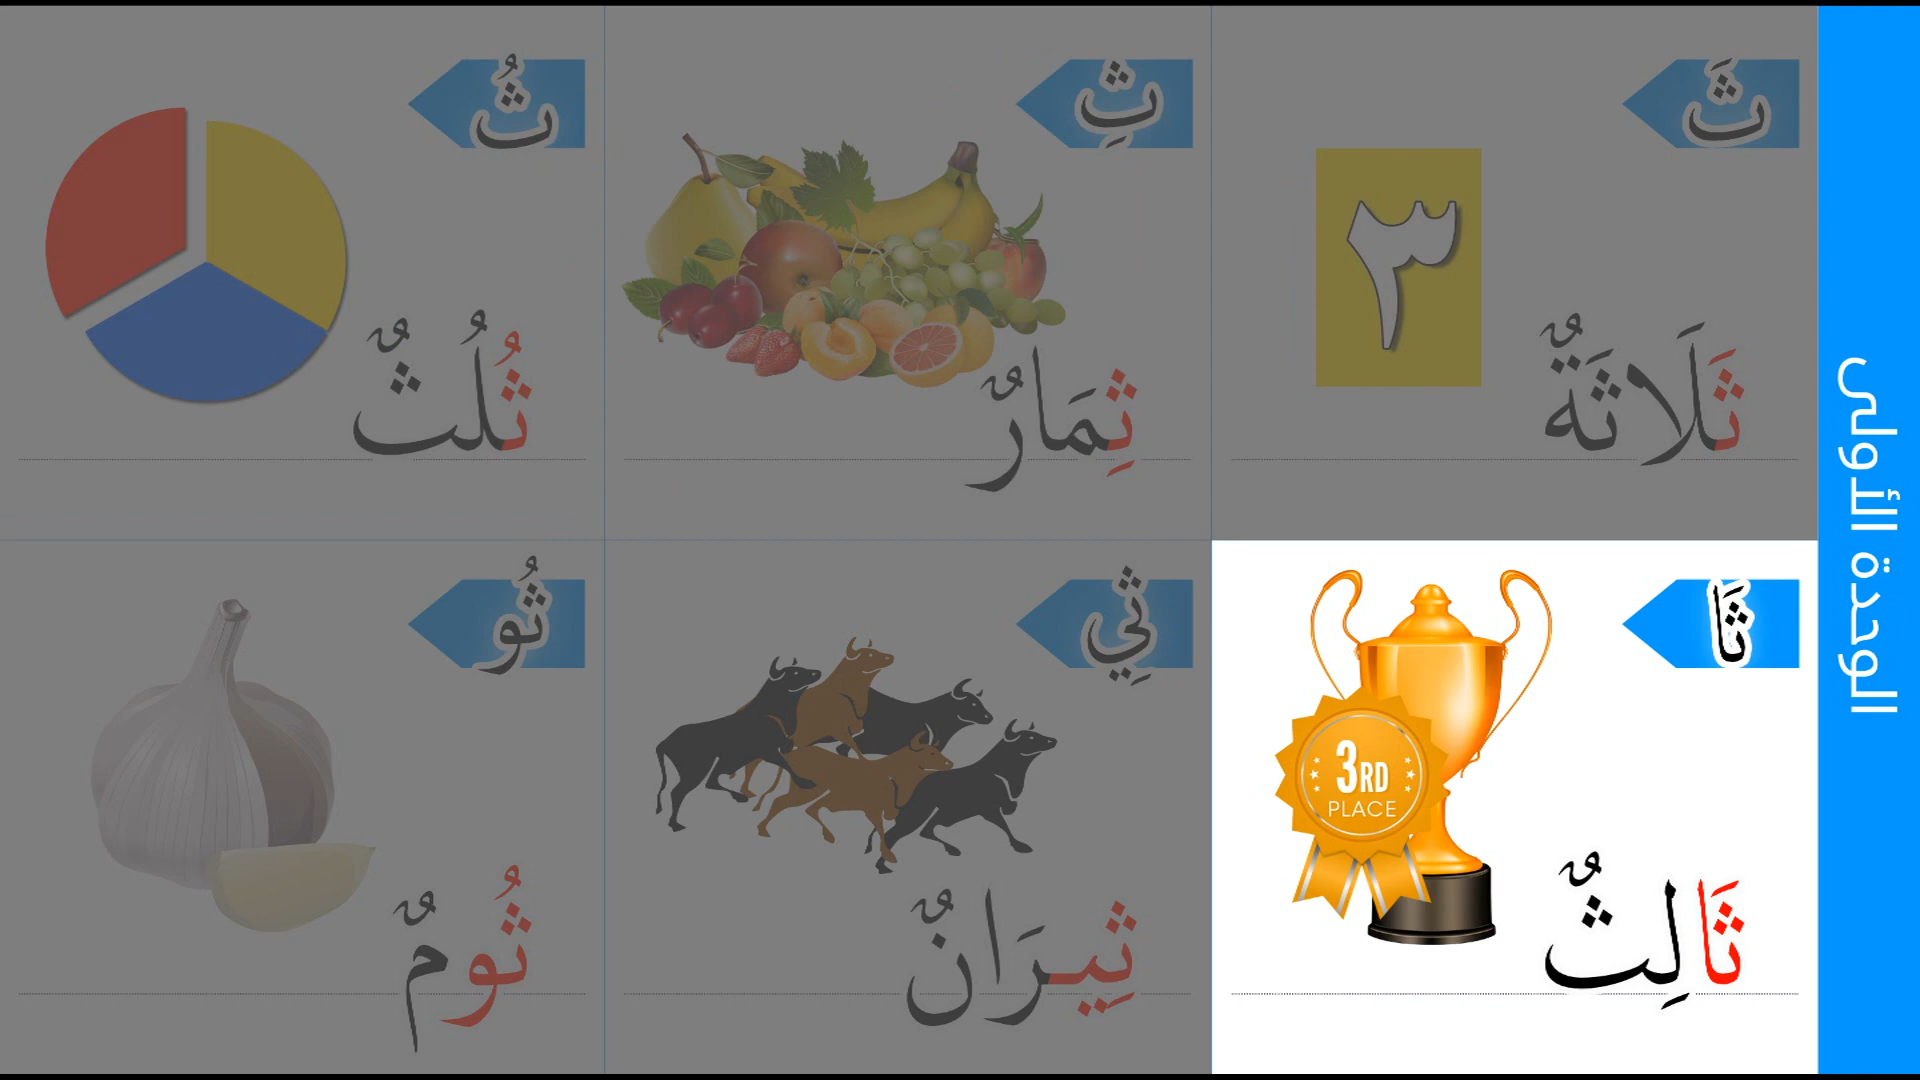 ثَ
٣
ثَلَاثَةٌ
ثِ
ثِمَارٌ
ثُ
ثُلُثٌ
ثَا
3RD
PLACE
ثَالِثٌ
ثِي
ثِيرَانٌ
ثُو
ثُومٌ
الوحدة الأولى